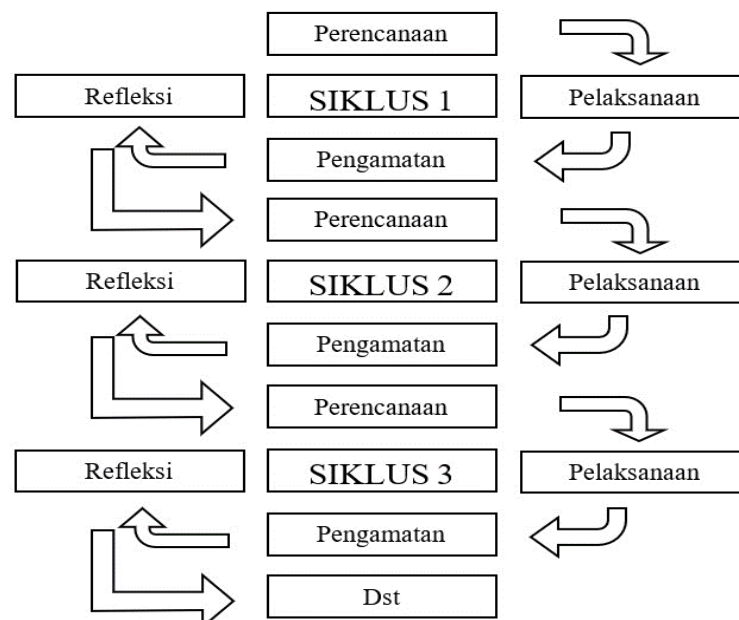 Perencanaan
Refleksi
SIKLUS 1
Pelaksanaan
Pengamatan
Perencanaan
Refleksi
SIKLUS 2
Pelaksanaan
Pengamatan
Perencanaan
Refleksi
SIKLUS 3
Pelaksanaan
Pengamatan
Dst